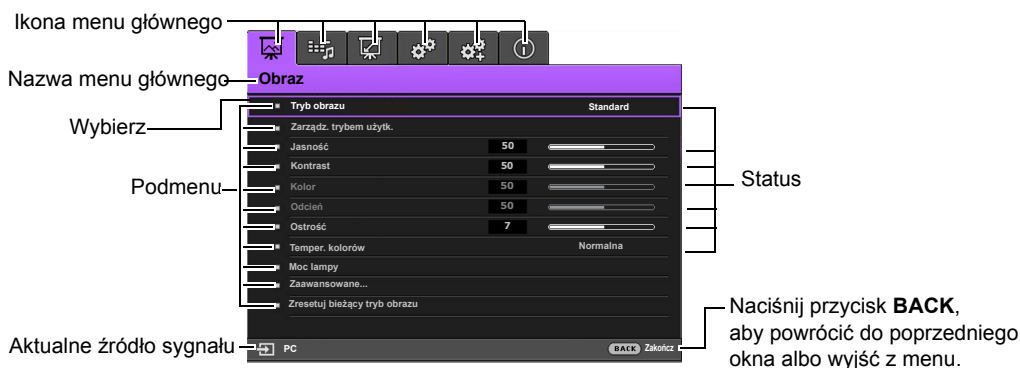 Ikona menu głównego
Nazwa menu głównego
Obraz
Wybierz
Tryb obrazu Standard
Zarządz. trybem użytk.
Jasność 50
Kontrast 50
Podmenu
Kolor 50
Status
Odcień 50
Ostrość 7
Temper. kolorów Normalna
Moc lampy
Zaawansowane...
Zresetuj bieżący tryb obrazu
Aktualne źródło sygnału
PC
BACK Zakończ
Naciśnij przycisk BACK,
aby powrócić do poprzedniego
okna albo wyjść z menu.